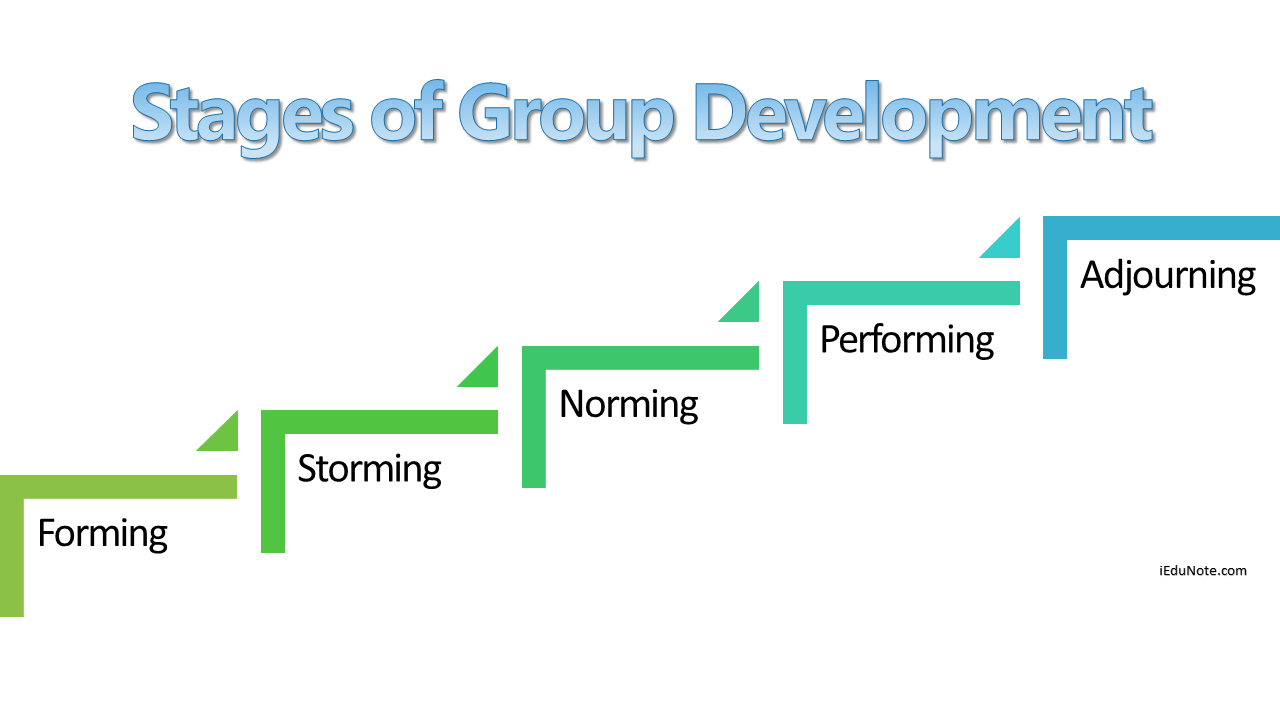 Stages of Group Development
Forming
Storming
Norming
Performing
Adjourning
iEduNote.com